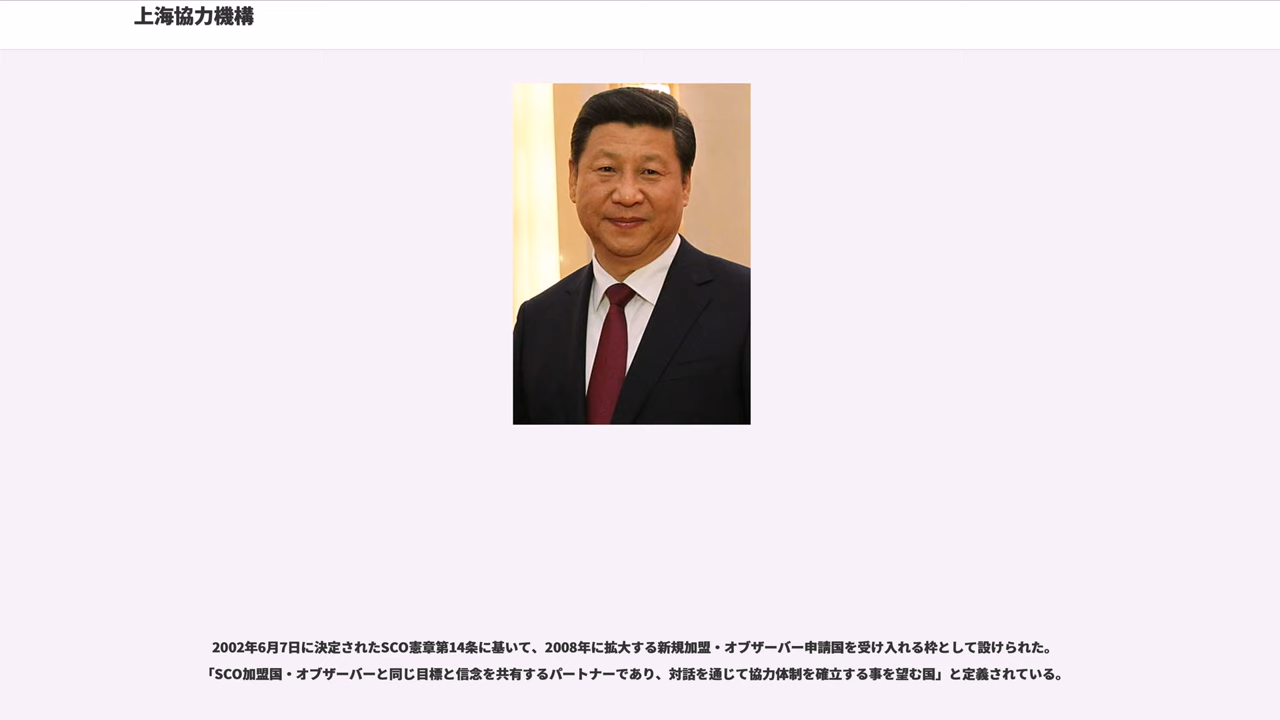 上海協力機構
2002年6月7日に決定されたSCO憲章第14条に基いて、2008年に拡大する新規加盟・オブザーバー申請国を受け入れる枠として設けられた。
「SCO加盟国・オブザーバーと同じ目標と信念を共有するパートナーであり、対話を通じて協力体制を確立する事を望む国」と定義されている。